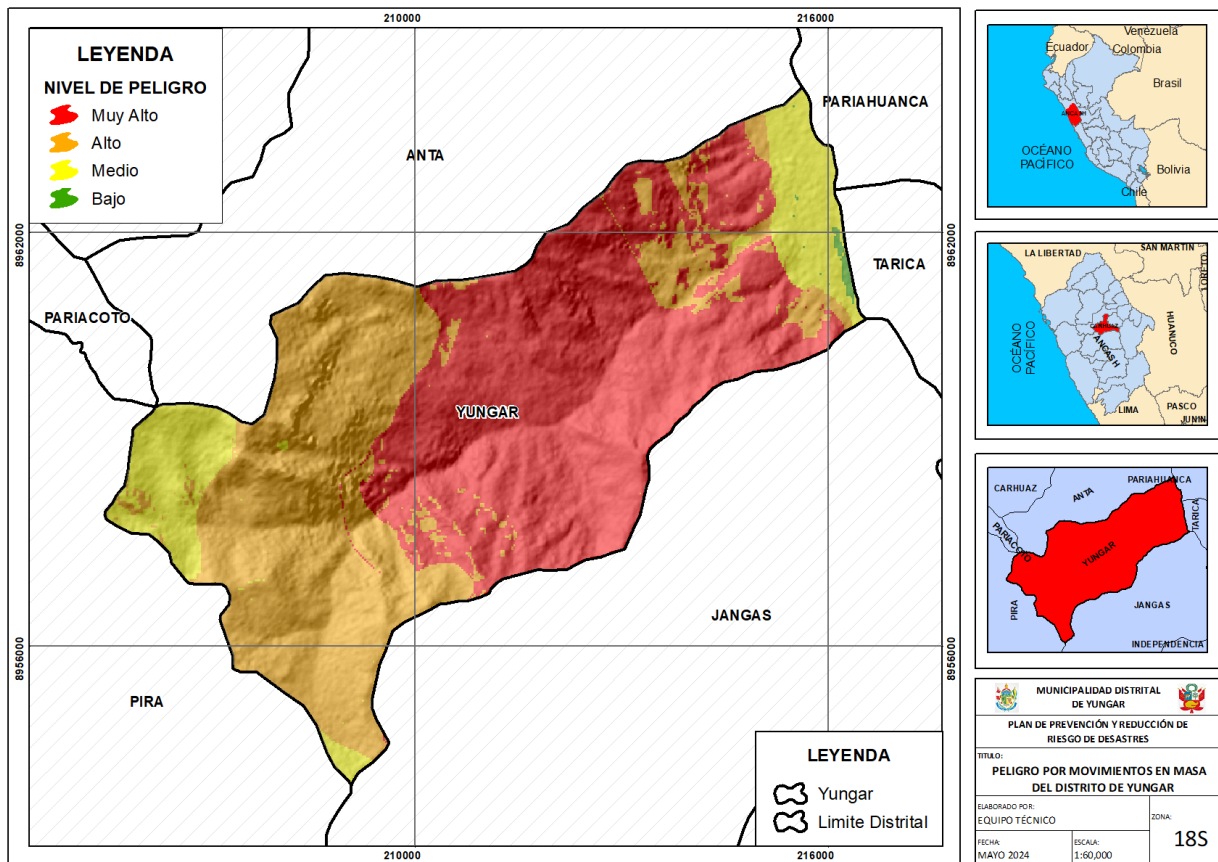 210000
216000
LEYENDA
NIVEL DE PELIGRO
Muy Alto
Alto
Medio
Bajo
ANTA
PARIAHUANCA
8962000
8962000
TARICA
PARIACOTO
YUNGAR
JANGAS
8956000
8956000
PIRA
LEYENDA
Yungar
Limite Distrital
210000
216000
Venezuela
Ecuador
Colombia
Brasil
ANCASH
OCÉANO
PACÍFICO
Bolivia
Chile
LA LIBERTAD
SAN MARTIN
LORETO
HUANUCO
CARHUAZ
ANCASH
OCÉANO
PACÍFICO
LIMA
PASCO
JUNIN
CARHUAZ
ANTA
PARIAHUANCA
TARICA
PARIACOTO
YUNGAR
PIRA
JANGAS
INDEPENDENCIA
MUNICIPALIDAD DISTRITAL
DE YUNGAR
PLAN DE PREVENCIÓN Y REDUCCIÓN DE
RIESGO DE DESASTRES
TITULO:
PELIGRO POR MOVIMIENTOS EN MASA
DEL DISTRITO DE YUNGAR
ELABORADO POR:
EQUIPO TÉCNICO
ZONA:
18S
FECHA:
MAYO 2024
ESCALA:
1:60,000